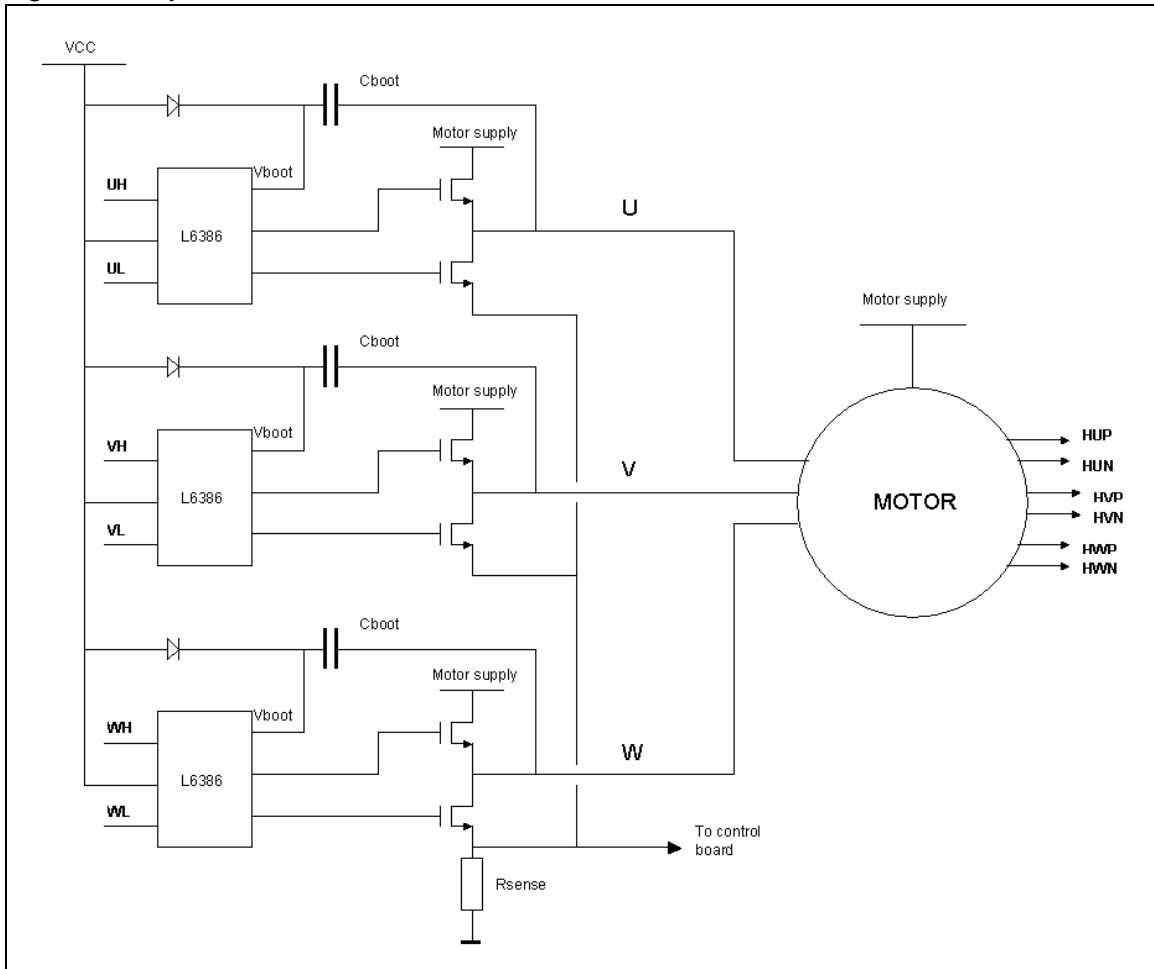 VCC
Cboot
Motor supply
Vboot
UH
L6386
UL
U
Motor supply
Cboot
Motor supply
Vboot
VH
L6386
VL
V
MOTOR
HUP
HUN
HVP
HVN
HWP
HWN
Cboot
Motor supply
Vboot
WH
L6386
WL
W
To control
board
Rsense